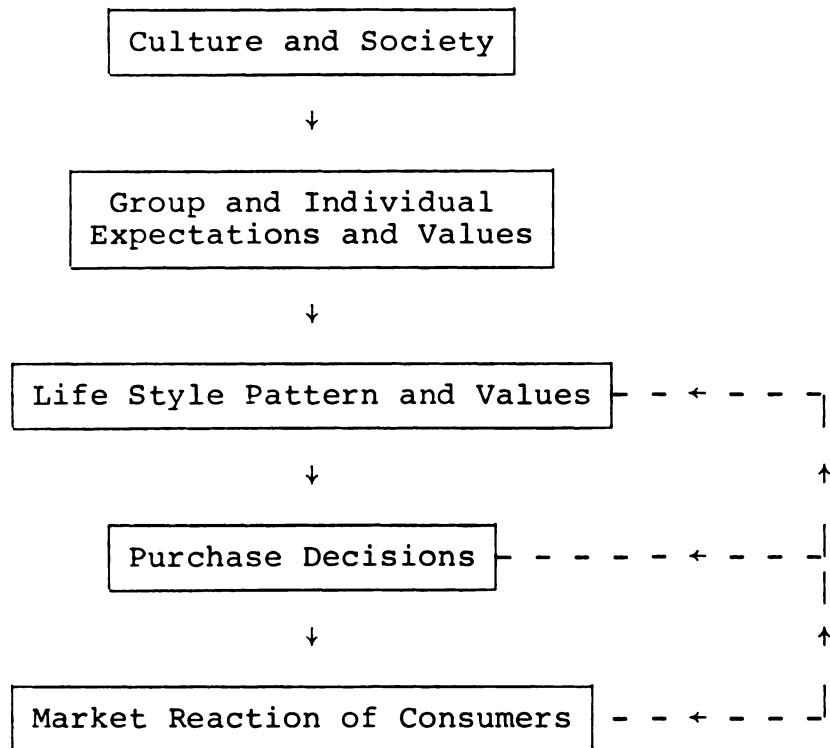 Culture and Society
Group and Individual
Expectations and Values
Life Style Pattern and Values
Purchase Decisions
Market Reaction of Consumers